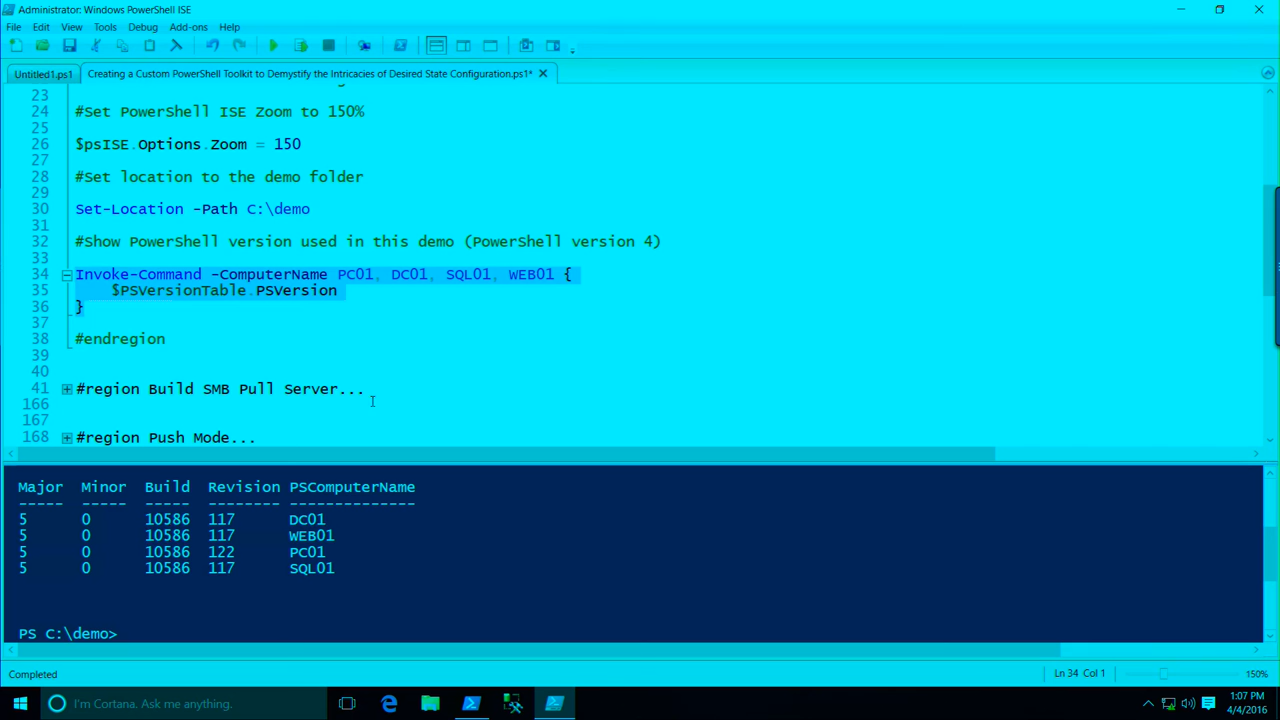 Administrator: Windows PowerShell ISE
File Edit View Tools Debug Add-ons Help
Untitled1.ps1 Creating a Custom PowerShell Toolkit to Demystify the Intricacies of Desired State Configuration.ps1*
23
24 #Set PowerShell ISE Zoom to 150%
25
26 $psISE.Options.Zoom = 150
27
28 #Set location to the demo folder
29
30 Set-Location -Path C:\demo
31
32 #Show PowerShell version used in this demo (PowerShell version 4)
33
34 Invoke-Command -ComputerName PC01, DC01, SQL01, WEB01 {
35 $PSVersionTable.PSVersion
36 }
37
38 #endregion
39
40
41 #region Build SMB Pull Server...
166
167
168 #region Push Mode...
Major Minor Build Revision PSComputerName
----- ----- ----- -------- --------------
5 0 10586 117 DC01
5 0 10586 117 WEB01
5 0 10586 122 PC01
5 0 10586 117 SQL01
PS C:\demo>
Completed Ln 34 Col 1 150%
I'm Cortana. Ask me anything.
1:07 PM
4/4/2016